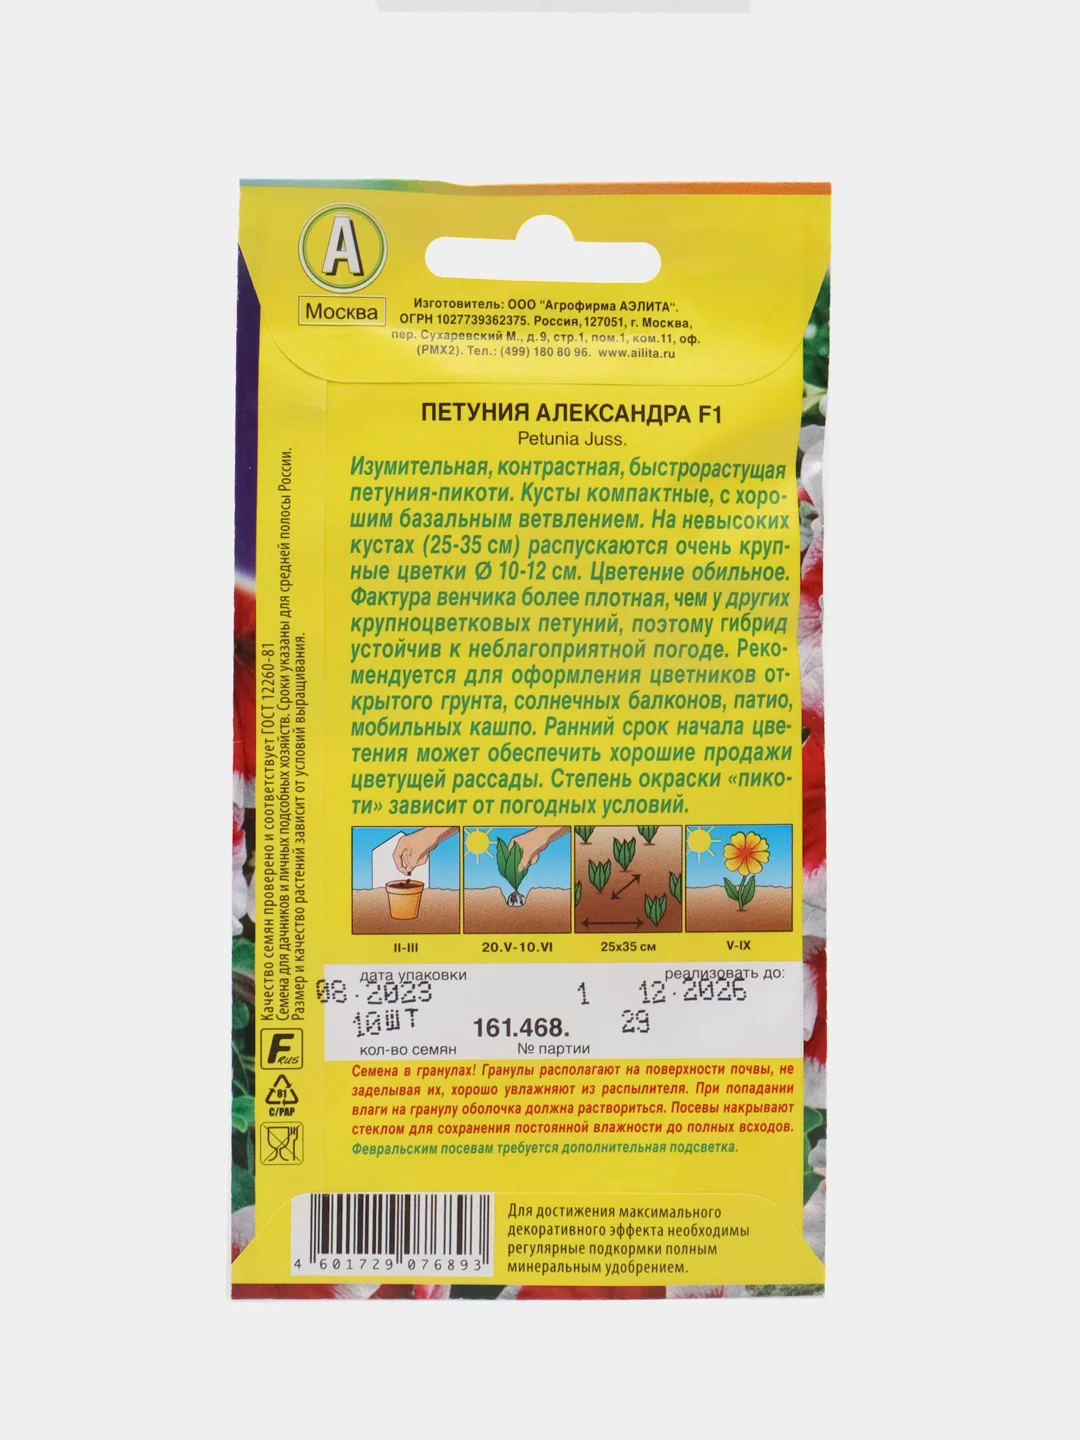 А
Москва
Изготовитель: ООО "Агрофирма АЭЛИТА".
ОГРН 1027739362375. Россия,127051, г. Москва,
пер. Сухаревский М., д.9, стр.1, пом.1, ком.11, оф.
(РМХ2). Тел.: (499) 180 80 96. www.ailita.ru
ПЕТУНИЯ АЛЕКСАНДРА F1
Petunia Juss.
Изумительная, контрастная, быстрорастущая
петуния-пикоти. Кусты компактные, с хоро-
шим базальным ветвлением. На невысоких
кустах (25-35 см) распускаются очень круп-
ные цветки Ø 10-12 см. Цветение обильное.
Фактура венчика более плотная, чем у других
крупноцветковых петуний, поэтому гибрид
устойчив к неблагоприятной погоде. Реко-
мендуется для оформления цветников от-
крытого грунта, солнечных балконов, патио,
мобильных кашпо. Ранний срок начала цве-
тения может обеспечить хорошие продажи
цветущей рассады. Степень окраски «пико-
ти» зависит от погодных условий.
II-III
20.V-10.VI
25х35 см
V-IX
дата упаковки
реализовать до:
08.2023
1
12.2026
10шт
161.468.
29
кол-во семян
№ партии
Семена в гранулах! Гранулы располагают на поверхности почвы, не
заделывая их, хорошо увлажняют из распылителя. При попадании
влаги на гранулу оболочка должна раствориться. Посевы накрывают
стеклом для сохранения постоянной влажности до полных всходов.
Февральским посевам требуется дополнительная подсветка.
Качество семян проверено и соответствует ГОСТ 12260-81
Семена для дачников и личных подсобных хозяйств. Сроки указаны для средней полосы России.
Размер и качество растений зависит от условий выращивания.
F RUS
81
C/PAP
4 601729 076893
Для достижения максимального
декоративного эффекта необходимы
регулярные подкормки полным
минеральным удобрением.